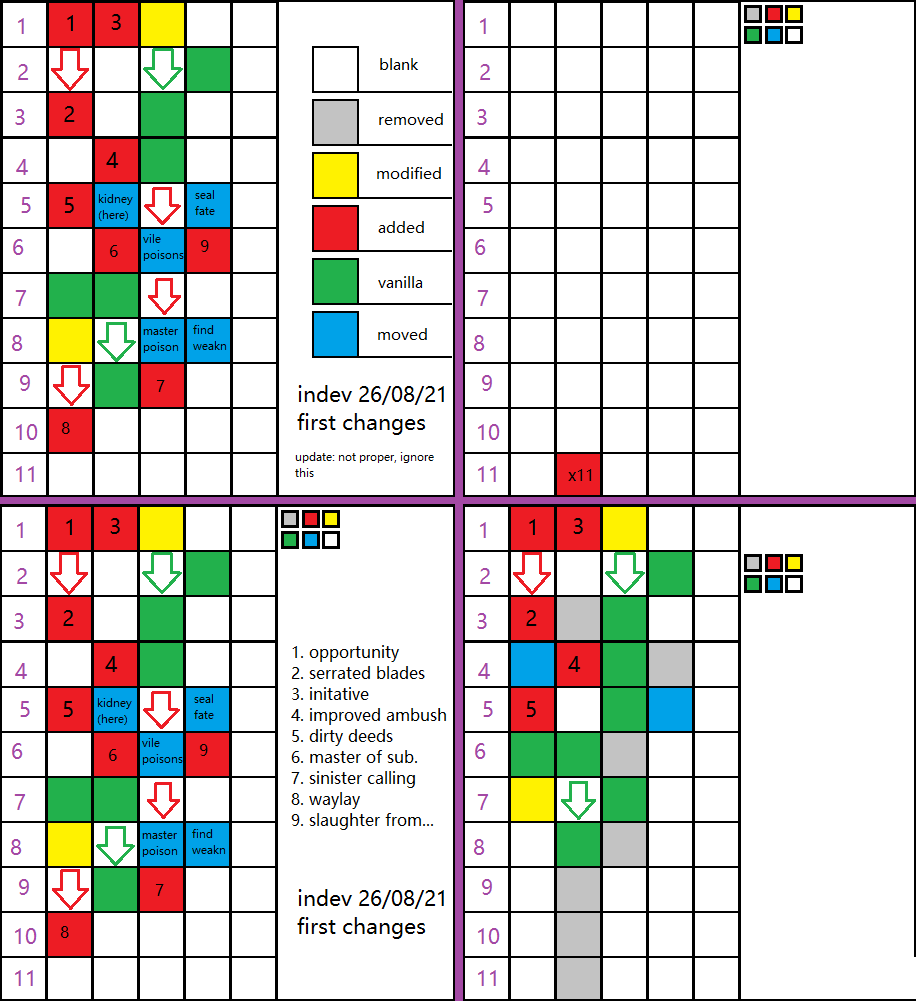 1 1 3
blank
2
removed
3 2
4 4
modified
5 5 kidney
(here) seal
fate
added
6 6 vile
poisons 9
7
vanilla
8 master
poison find
weakn
moved
9 7
indev 26/08/21
first changes
10 8
update: not proper, ignore
this
11
1
2
3
4
5
6
7
8
9
10
11 x11
1 1 3
2
3 2
4 4
5 5 kidney
(here) seal
fate
6 6 vile
poisons 9
7
8 master
poison find
weakn
9 7
10 8
11
1. opportunity
2. serrated blades
3. initative
4. improved ambush
5. dirty deeds
6. master of sub.
7. sinister calling
8. waylay
9. slaughter from...
indev 26/08/21
first changes
1 1 3
2
3 2
4 4
5 5
6
7
8
9
10
11